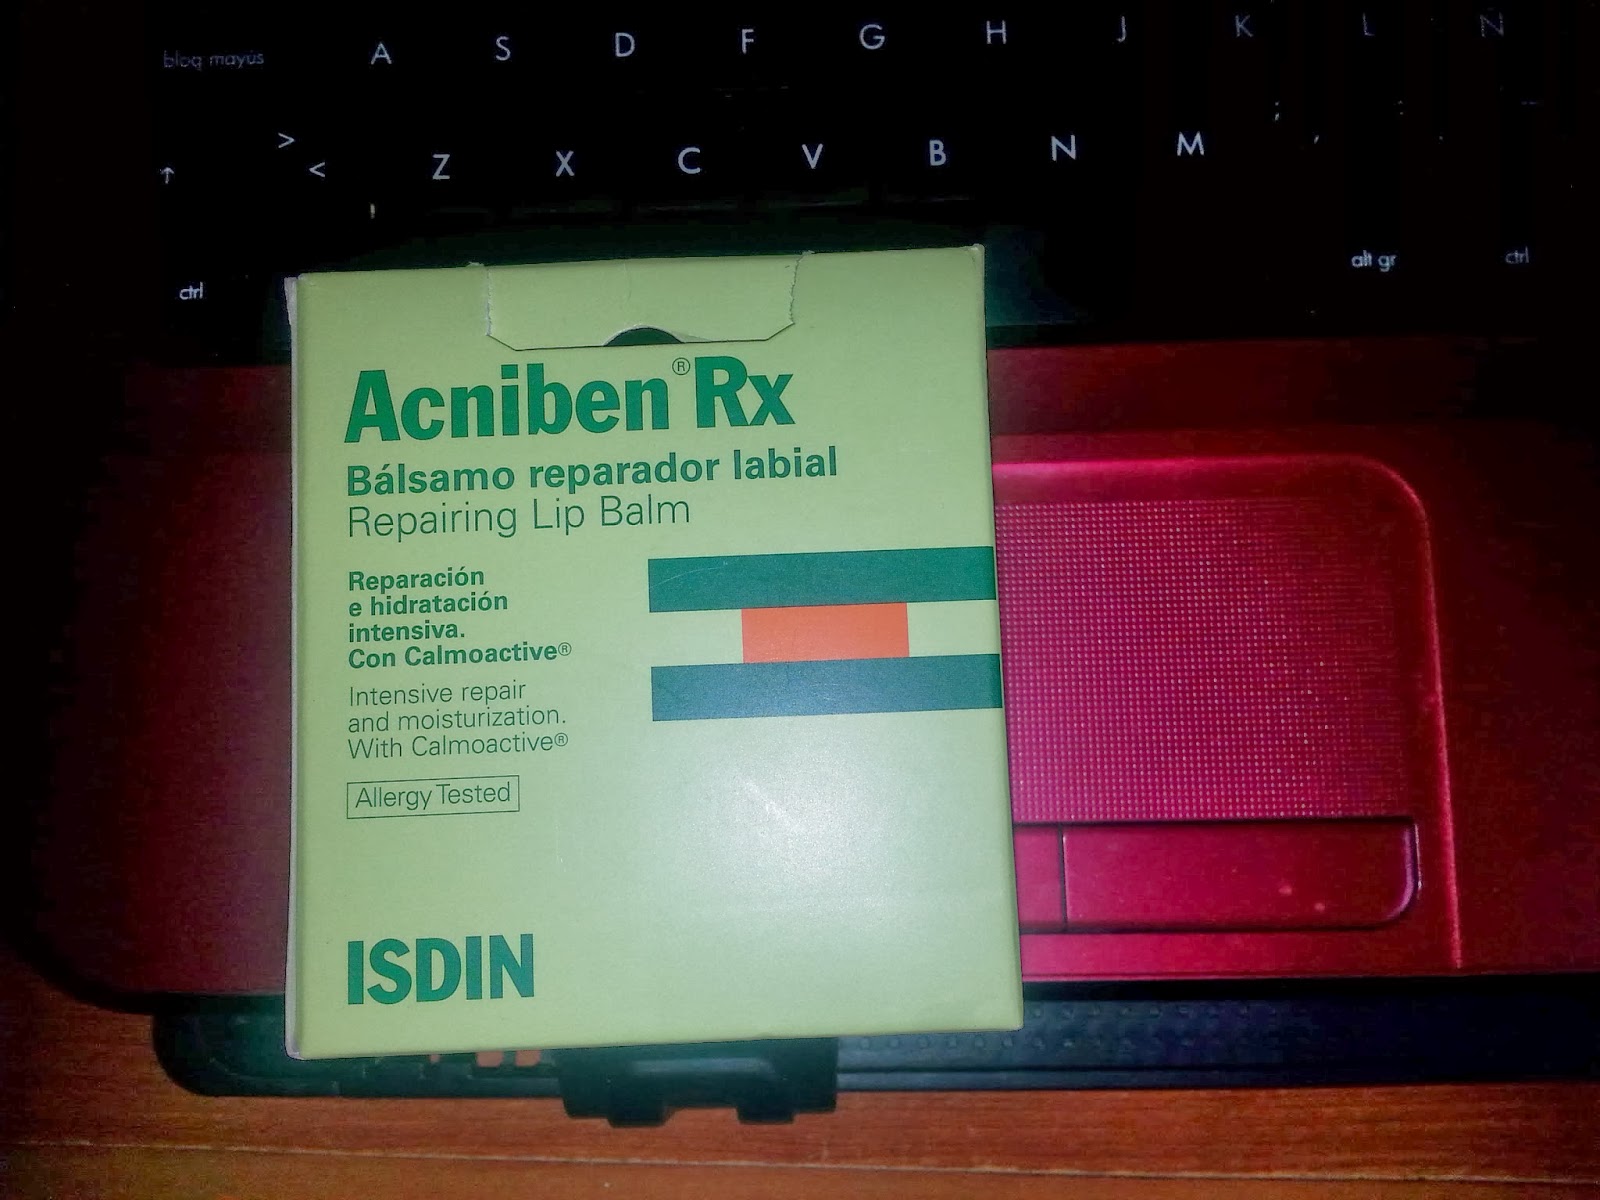 bloq mayús A S D F G H J K L Ñ
> < Z X C V B N M ; , : .
ctrl alt gr ctrl
Acniben® Rx
Bálsamo reparador labial
Repairing Lip Balm
Reparación
e hidratación
intensiva.
Con Calmoactive®
Intensive repair
and moisturization.
With Calmoactive®
Allergy Tested
ISDIN